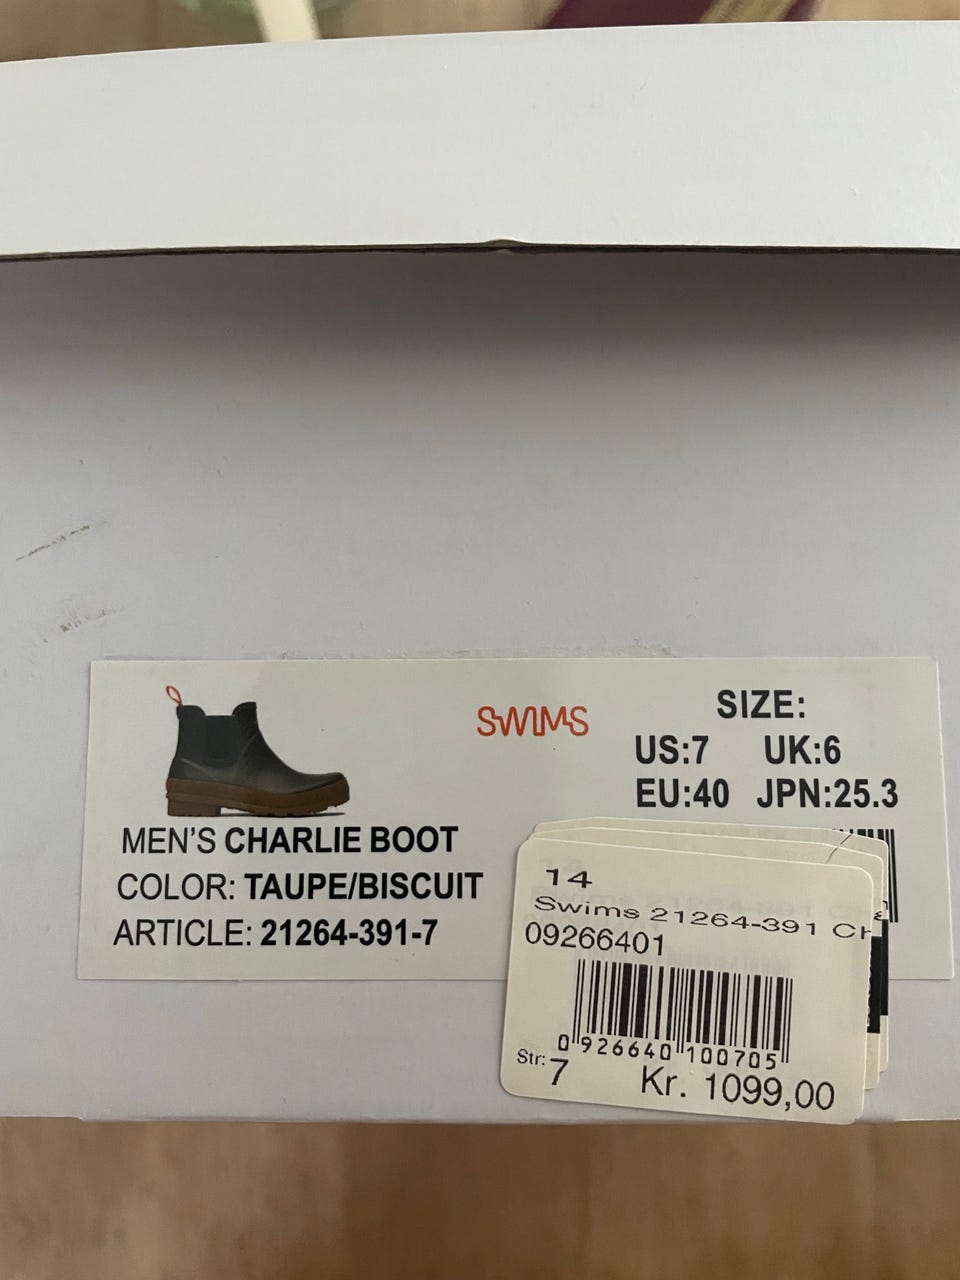 SWIMS
SIZE:
US:7 UK:6
EU:40 JPN:25.3
MEN'S CHARLIE BOOT
COLOR: TAUPE/BISCUIT
ARTICLE: 21264-391-7
14
Swims 21264-391
09266401
0 926640 100705
Str: 7 Kr. 1099,00